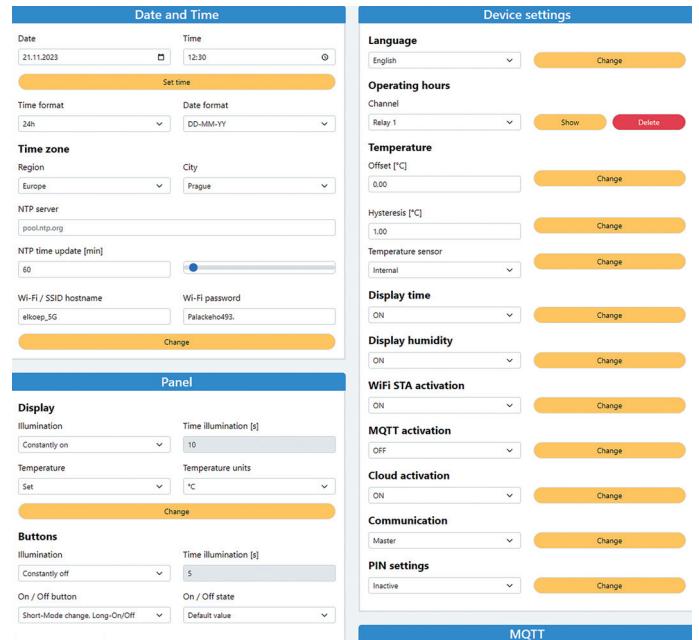 Date and Time
Date
Time
21.11.2023
12:30
Set time
Time format
Date format
24h
DD-MM-YY
Time zone
Region
City
Europe
Prague
NTP server
pool.ntp.org
NTP time update [min]
60
Wi-Fi / SSID hostname
Wi-Fi password
elkoep_5G
Palackeho493.
Change
Panel
Display
Illumination
Time illumination [s]
Constantly on
10
Temperature
Temperature units
Set
°C
Change
Buttons
Illumination
Time illumination [s]
Constantly off
5
On / Off button
On / Off state
Short-Mode change, Long-On/Off
Default value
Device settings
Language
English
Change
Operating hours
Channel
Relay 1
Show
Delete
Temperature
Offset [°C]
0,00
Change
Hysteresis [°C]
1,00
Change
Temperature sensor
Internal
Change
Display time
ON
Change
Display humidity
ON
Change
WiFi STA activation
ON
Change
MQTT activation
OFF
Change
Cloud activation
ON
Change
Communication
Master
Change
PIN settings
Inactive
Change
MQTT